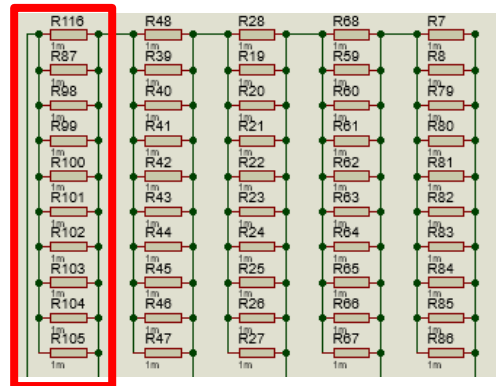 R116 R48 R28 R68 R7
1m 1m 1m 1m 1m
R87 R39 R19 R59 R8
1m 1m 1m 1m 1m
R98 R40 R20 R60 R79
1m 1m 1m 1m 1m
R99 R41 R21 R61 R80
1m 1m 1m 1m 1m
R100 R42 R22 R62 R81
1m 1m 1m 1m 1m
R101 R43 R23 R63 R82
1m 1m 1m 1m 1m
R102 R44 R24 R64 R83
1m 1m 1m 1m 1m
R103 R45 R25 R65 R84
1m 1m 1m 1m 1m
R104 R46 R26 R66 R85
1m 1m 1m 1m 1m
R105 R47 R27 R67 R86
1m 1m 1m 1m 1m